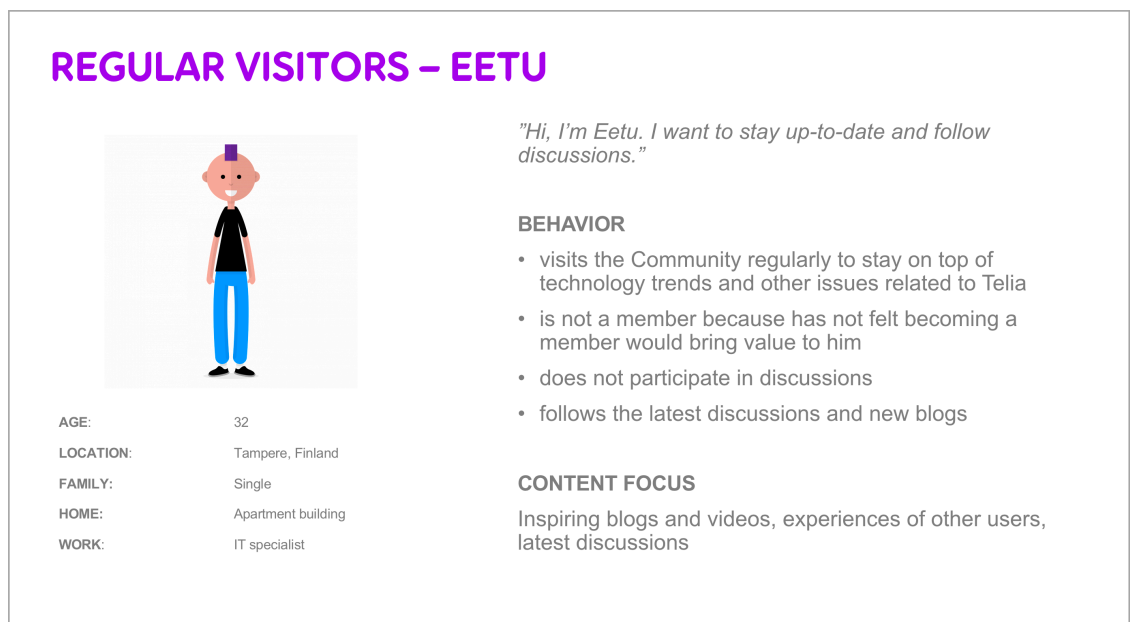 REGULAR VISITORS – EETU
”Hi, I’m Eetu. I want to stay up-to-date and follow
discussions.”
BEHAVIOR
• visits the Community regularly to stay on top of
technology trends and other issues related to Telia
• is not a member because has not felt becoming a
member would bring value to him
• does not participate in discussions
• follows the latest discussions and new blogs
CONTENT FOCUS
Inspiring blogs and videos, experiences of other users,
latest discussions
AGE: 32
LOCATION: Tampere, Finland
FAMILY: Single
HOME: Apartment building
WORK: IT specialist